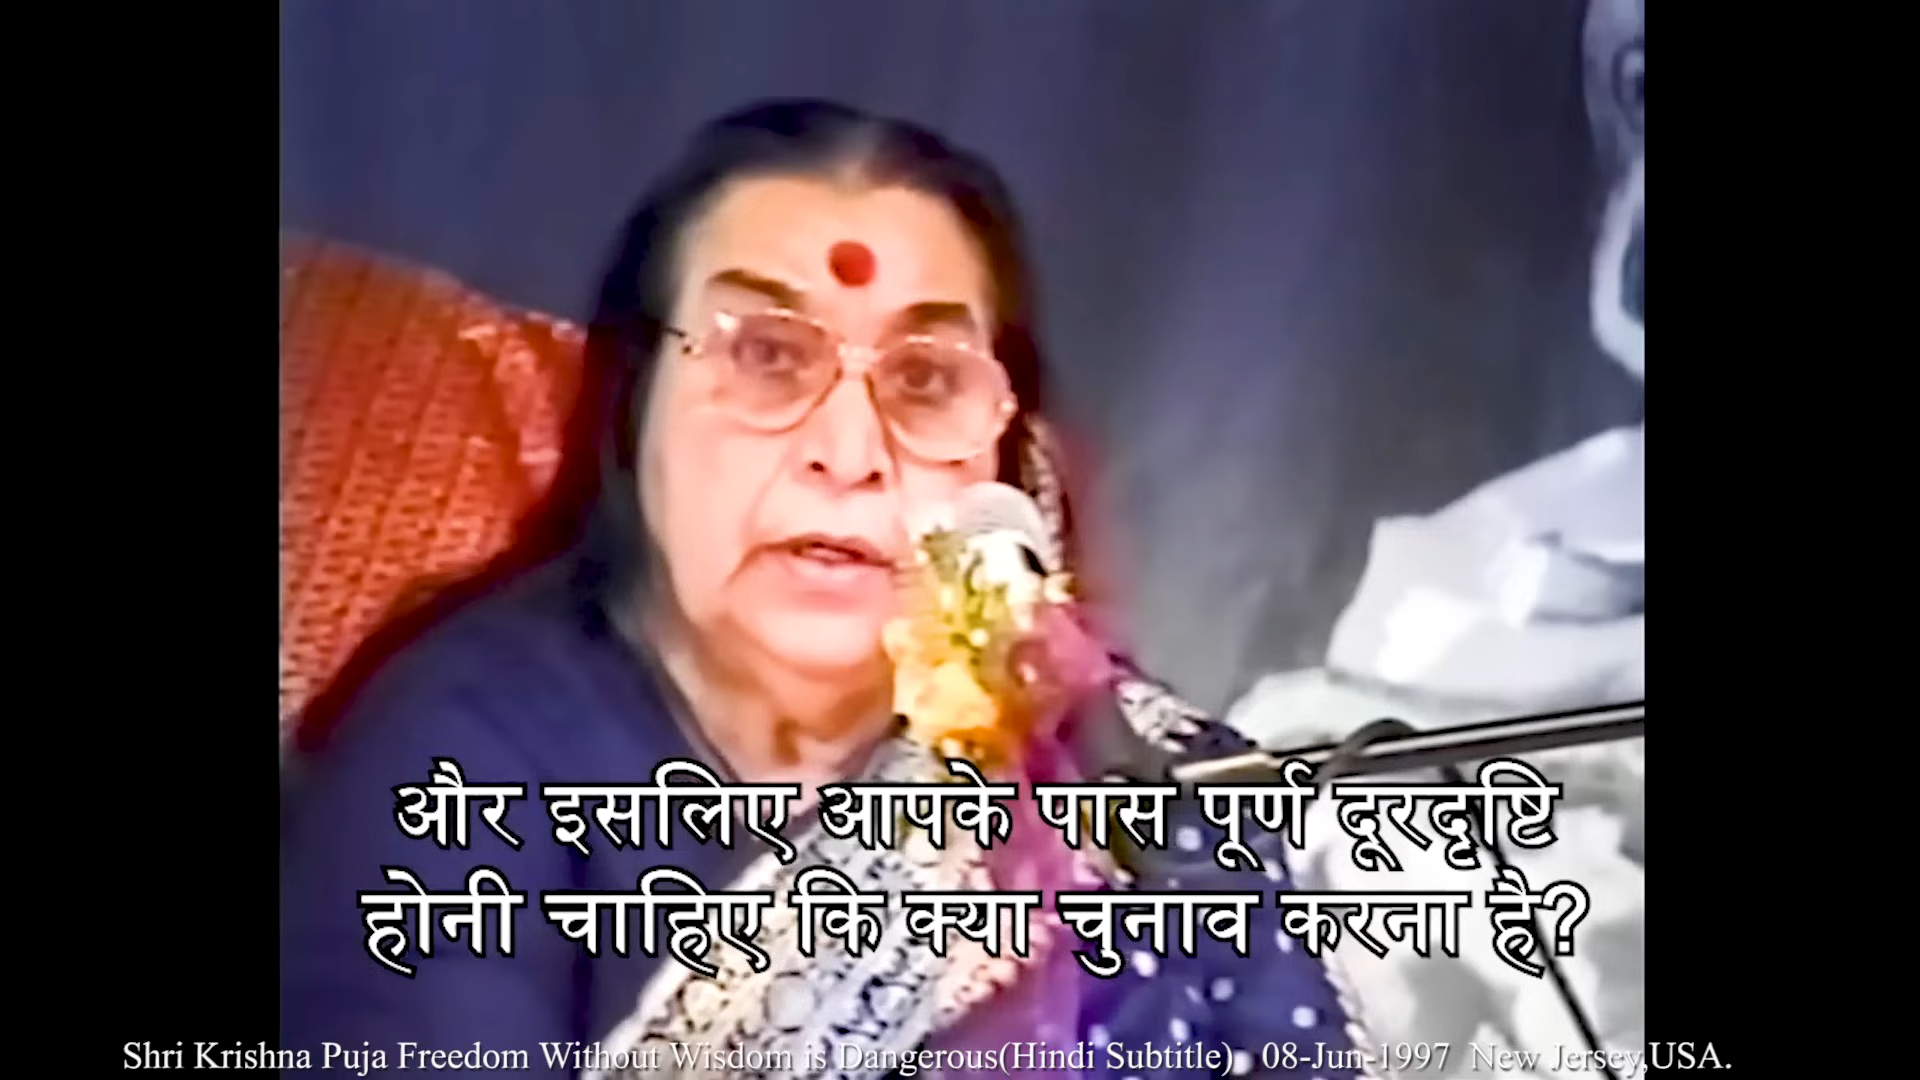 और इसलिए आपके पास पूर्ण दूरदृष्टि
होनी चाहिए कि क्या चुनाव करना है?
Shri Krishna Puja Freedom Without Wisdom is Dangerous(Hindi Subtitle) 08-Jun-1997 New Jersey,USA.